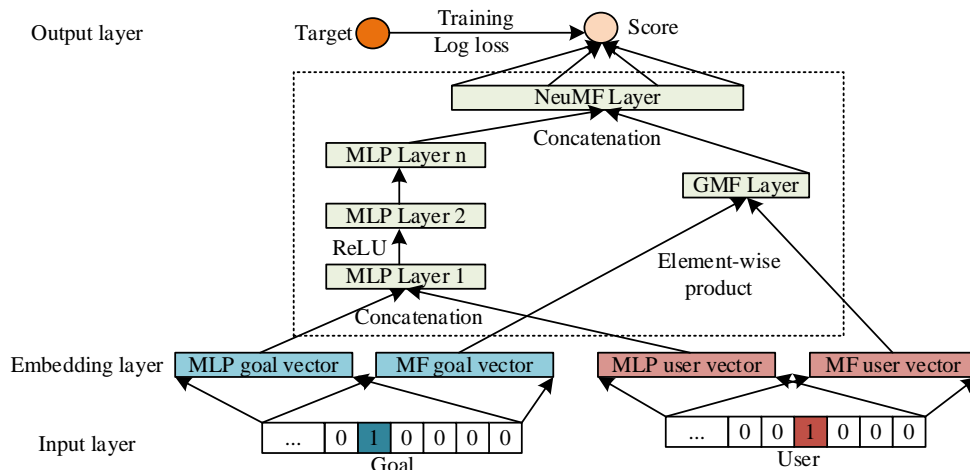 Output layer
Target
Training
Log loss
Score
NeuMF Layer
Concatenation
MLP Layer n
GMF Layer
MLP Layer 2
ReLU
MLP Layer 1
Element-wise
product
Concatenation
Embedding layer
MLP goal vector
MF goal vector
MLP user vector
MF user vector
Input layer
... 0 1 0 0 0 0
Goal
... 0 0 1 0 0 0
User